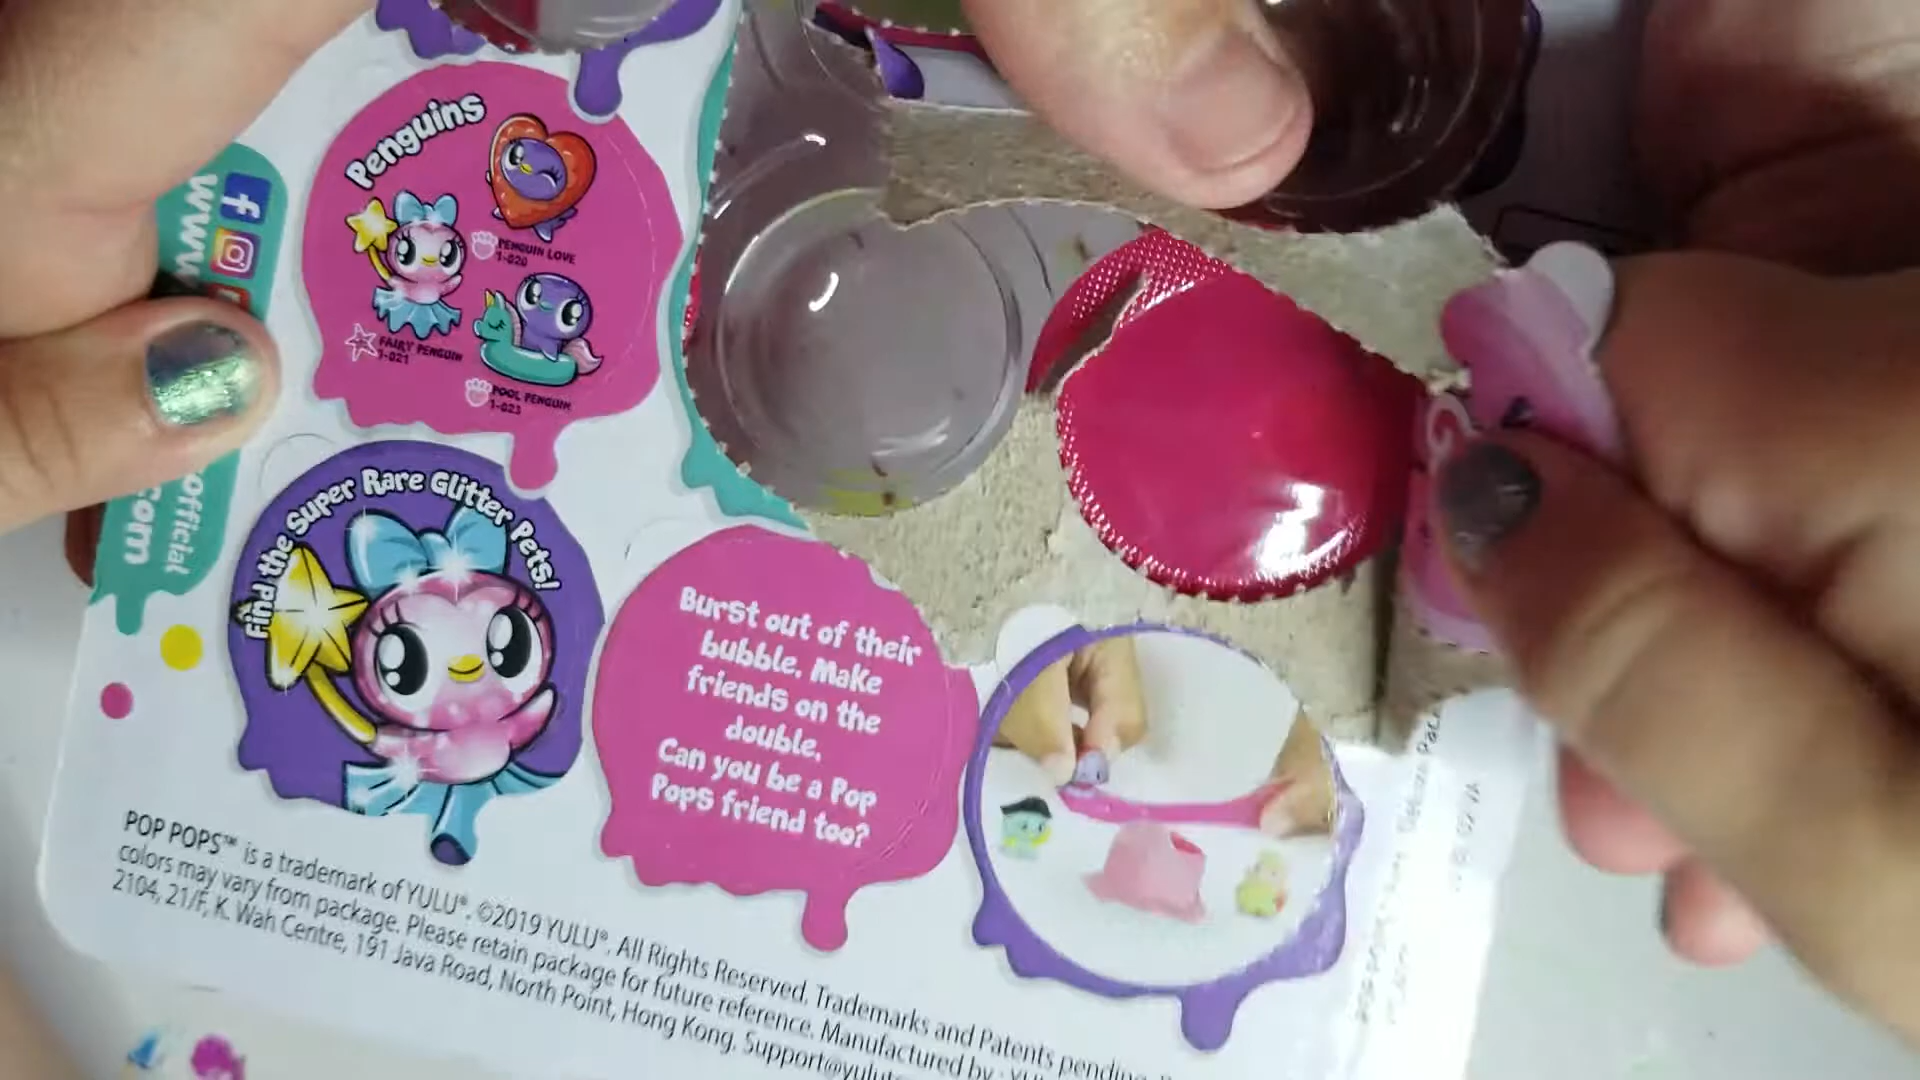 Penguins
PENGUIN LOVE
1-020
FAIRY PENGUIN
1-021
POOL PENGUIN
1-023
www.
official
.com
Find the Super Rare Glitter Pets!
Burst out of their
bubble. Make
friends on the
double.
Can you be a Pop
Pops friend too?
POP POPS™ is a trademark of YULU®. ©2019 YULU®. All Rights Reserved. Trademarks and Patents pending.
colors may vary from package. Please retain package for future reference. Manufactured by
2104, 21/F, K. Wah Centre, 191 Java Road, North Point, Hong Kong. Support@yulu